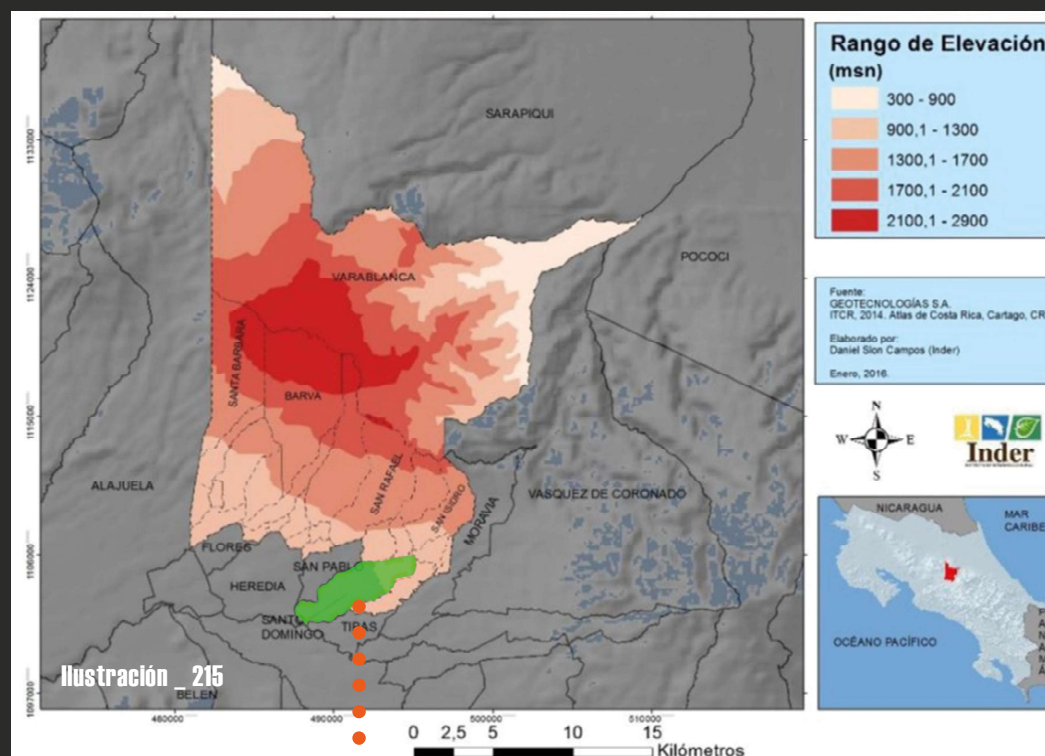 SARAPIQUI
VARABLANCA
POCOCI
SANTA BARBARA
BARVA
SAN RAFAEL
SAN ISIDRO
MORAVIA
ALAJUELA
VASQUEZ DE CORONADO
FLORES
SAN PABLO
HEREDIA
SANTO
DOMINGO
TIBAS
BELEN
Ilustración _ 215
1133000
1124000
1115000
1106000
1097000
480000
490000
500000
510000
0 2,5 5 10 15
Kilómetros
Rango de Elevación
(msn)
300 - 900
900,1 - 1300
1300,1 - 1700
1700,1 - 2100
2100,1 - 2900
Fuente:
GEOTECNOLOGÍAS S.A.
ITCR, 2014. Atlas de Costa Rica, Cartago, CR
Elaborado por:
Daniel Sion Campos (Inder)
Enero, 2016.
N
W
E
S
Inder
NICARAGUA
MAR
CARIBE
OCÉANO PACÍFICO